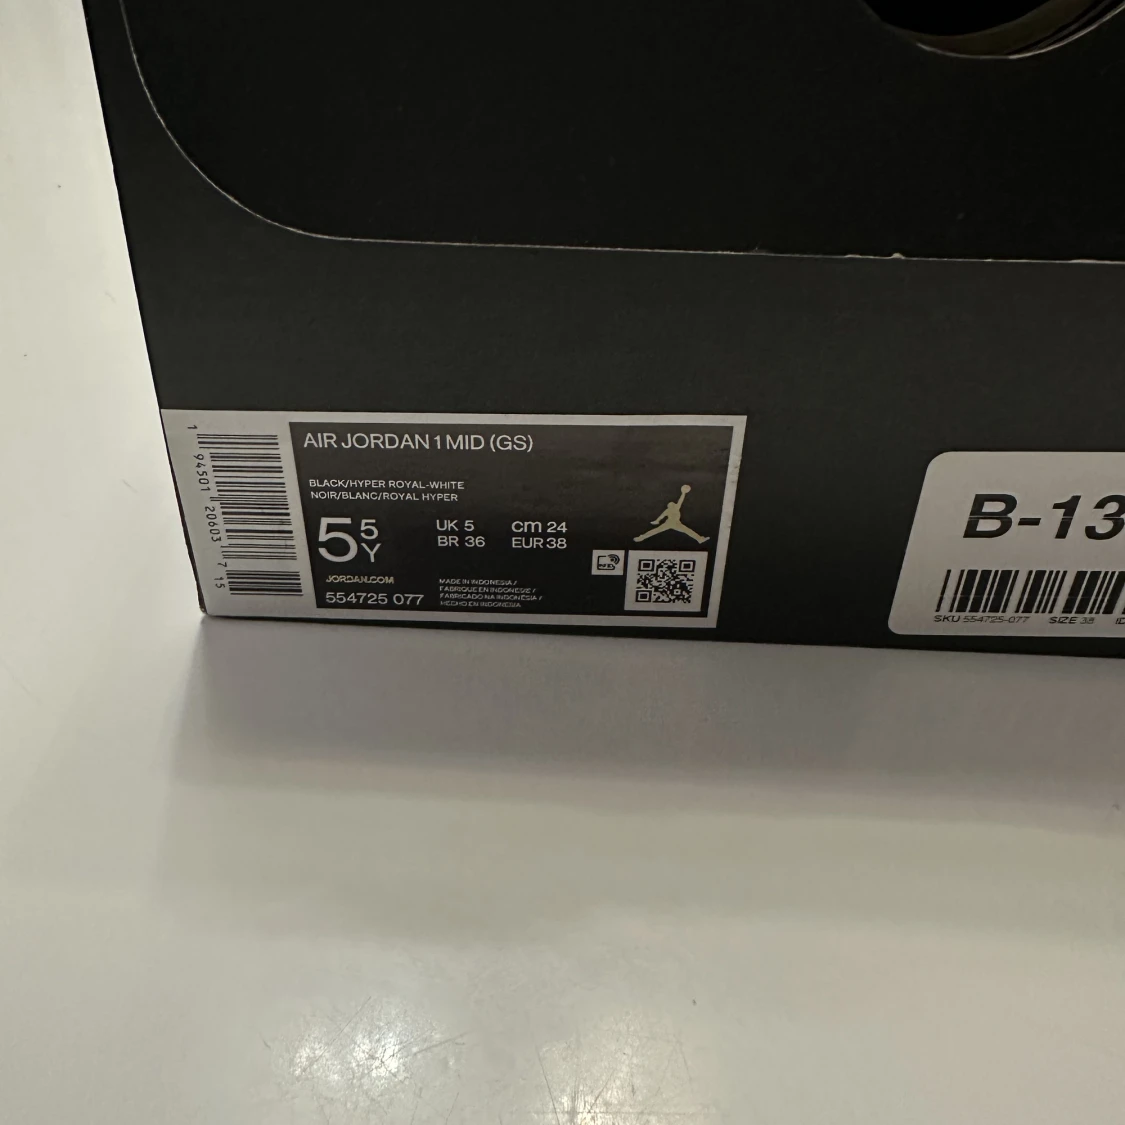 AIR JORDAN 1 MID (GS)
BLACK/HYPER ROYAL-WHITE
NOIR/BLANC/ROYAL HYPER
5 5Y
UK 5 cm 24
BR 36 EUR 38
JORDAN.COM
554725 077
MADE IN INDONESIA /
FABRIQUE EN INDONESIE /
FABRICADO NA INDONÉSIA /
HECHO EN INDONESIA
1 94501 20603 7 15
B-13
SKU 554725-077 SIZE 38